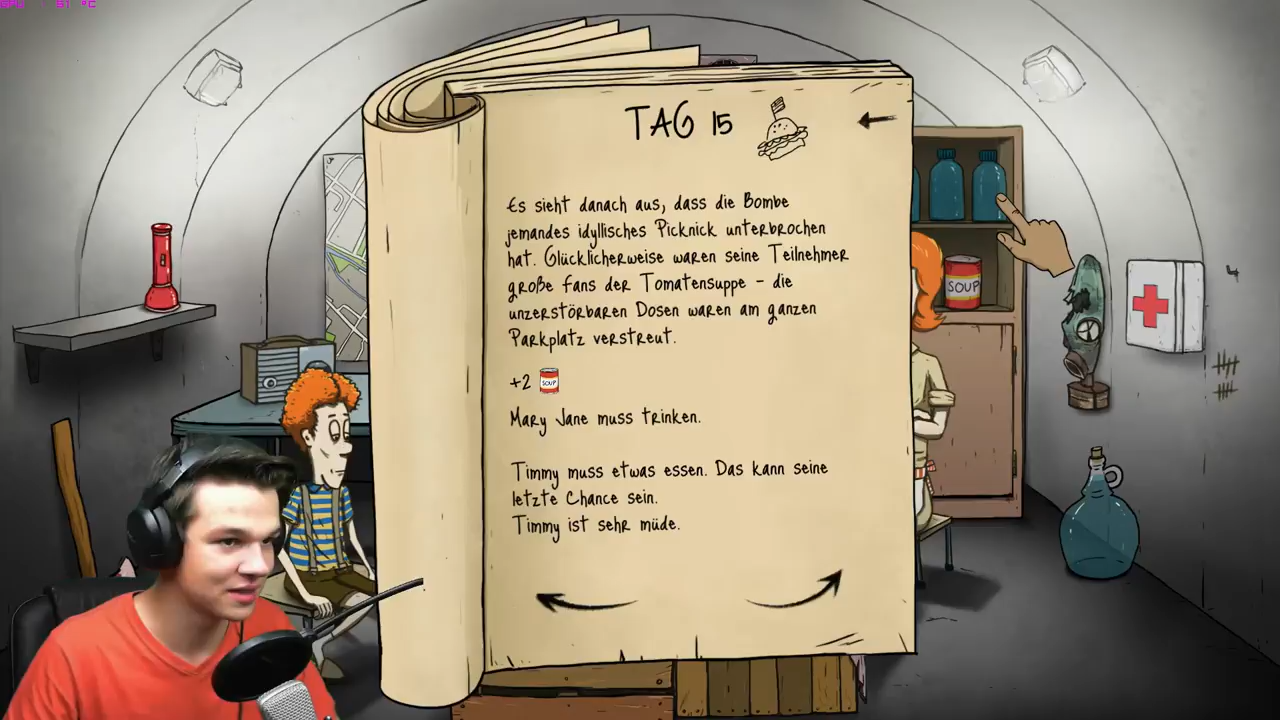 GPU 61 °C
TAG 15
Es sieht danach aus, dass die Bombe
jemandes idyllisches Picknick unterbrochen
hat. Glücklicherweise waren seine Teilnehmer
große Fans der Tomatensuppe - die
unzerstörbaren Dosen waren am ganzen
Parkplatz verstreut.
+2 SOUP
Mary Jane muss trinken.
Timmy muss etwas essen. Das kann seine
letzte Chance sein.
Timmy ist sehr müde.
SOUP